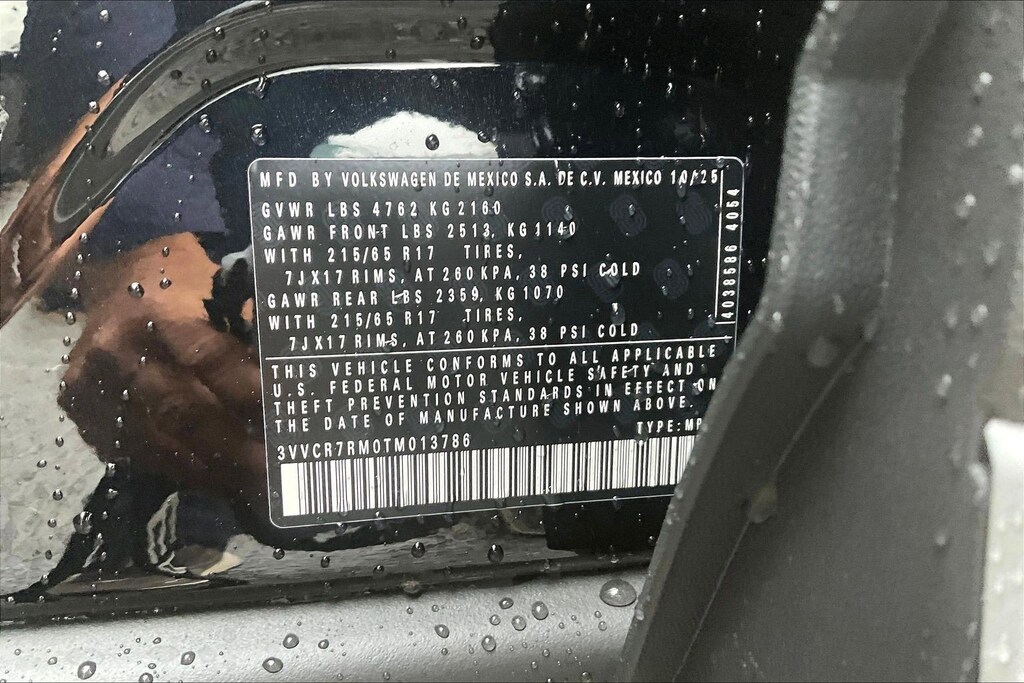 MFD BY VOLKSWAGEN DE MEXICO S.A. DE C.V. MEXICO 10/25
GVWR LBS 4762 KG 2160
GAWR FRONT LBS 2513, KG 1140
WITH 215/65 R17 TIRES,
7JX17 RIMS, AT 260 KPA, 38 PSI COLD
GAWR REAR LBS 2359, KG 1070
WITH 215/65 R17 TIRES,
7JX17 RIMS, AT 260 KPA, 38 PSI COLD
4038586 4054
THIS VEHICLE CONFORMS TO ALL APPLICABLE
U.S. FEDERAL MOTOR VEHICLE SAFETY AND
THEFT PREVENTION STANDARDS IN EFFECT ON
THE DATE OF MANUFACTURE SHOWN ABOVE.
TYPE:
3VVCR7RM0TM013786